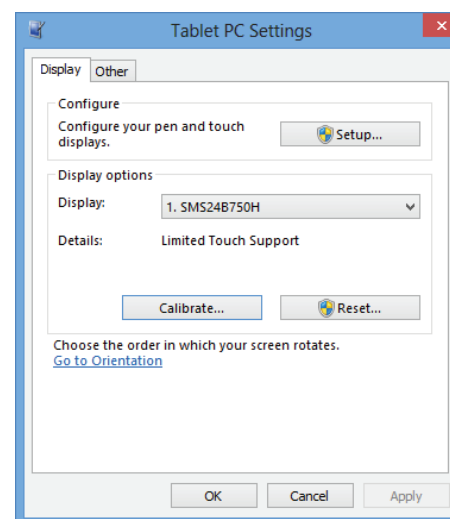 Tablet PC Settings
Display Other
Configure
Configure your pen and touch
displays.
Setup...
Display options
Display: 1. SMS24B750H
Details: Limited Touch Support
Calibrate... Reset...
Choose the order in which your screen rotates.
Go to Orientation
OK Cancel Apply